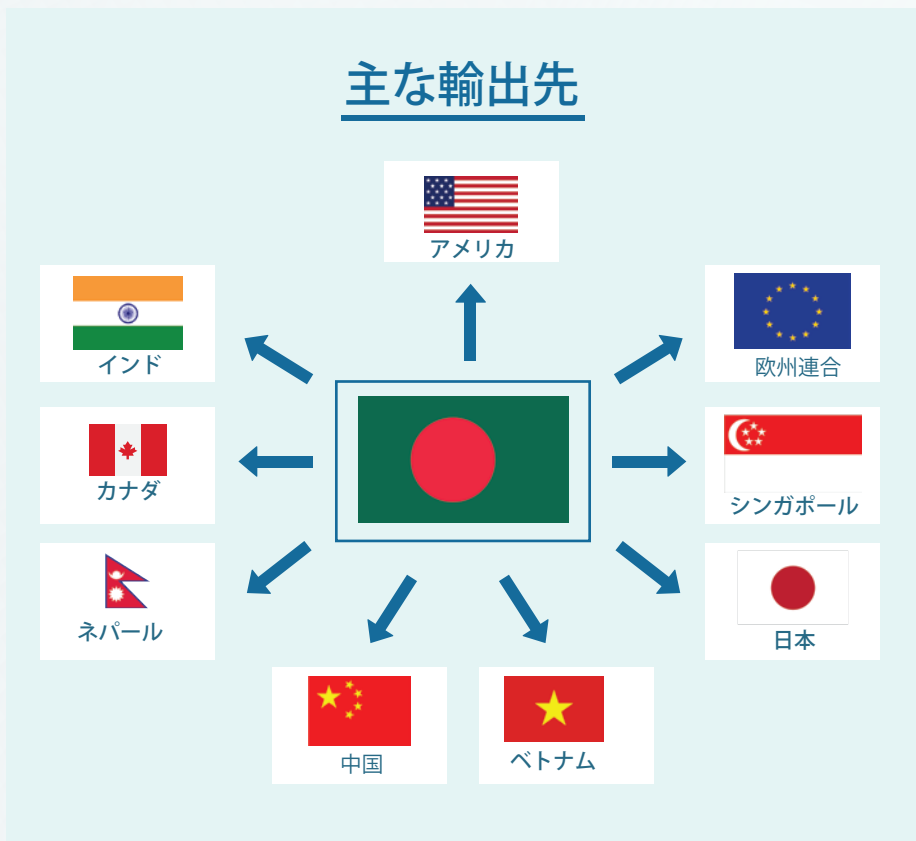 主な輸出先
アメリカ
インド
欧州連合
カナダ
シンガポール
ネパール
日本
中国
ベトナム